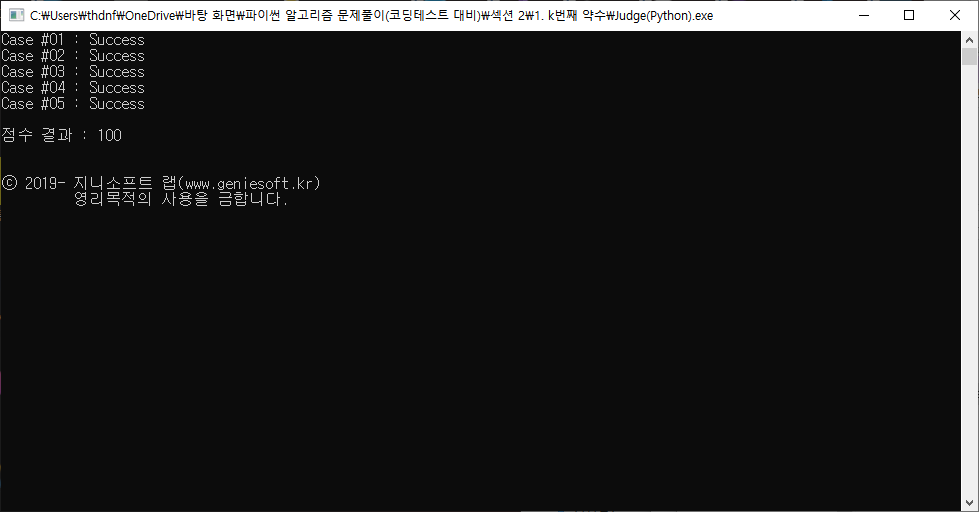 C:₩Users₩thdnf₩OneDrive₩바탕 화면₩파이썬 알고리즘 문제풀이(코딩테스트 대비)₩섹션 2₩1. k번째 약수₩Judge(Python).exe
Case #01 : Success
Case #02 : Success
Case #03 : Success
Case #04 : Success
Case #05 : Success
점수 결과 : 100
ⓒ 2019- 지니소프트 랩(www.geniesoft.kr)
영리목적의 사용을 금합니다.